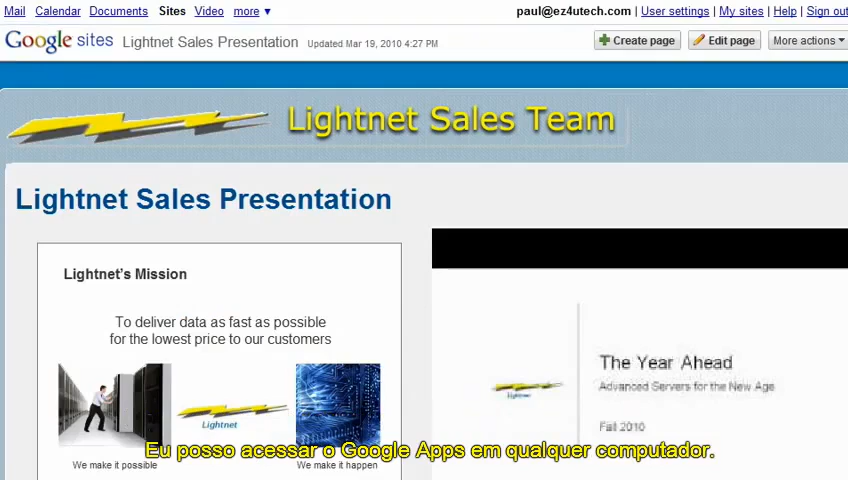 Mail Calendar Documents Sites Video more ▼ paul@ez4utech.com | User settings | My sites | Help | Sign out
Google sites Lightnet Sales Presentation Updated Mar 19, 2010 4:27 PM Create page Edit page More actions ▼
Lightnet Sales Team
Lightnet Sales Presentation
Lightnet's Mission
To deliver data as fast as possible
for the lowest price to our customers
Lightnet
We make it possible
We make it happen
The Year Ahead
Advanced Servers for the New Age
Lightnet
Fall 2010
Eu posso acessar o Google Apps em qualquer computador.